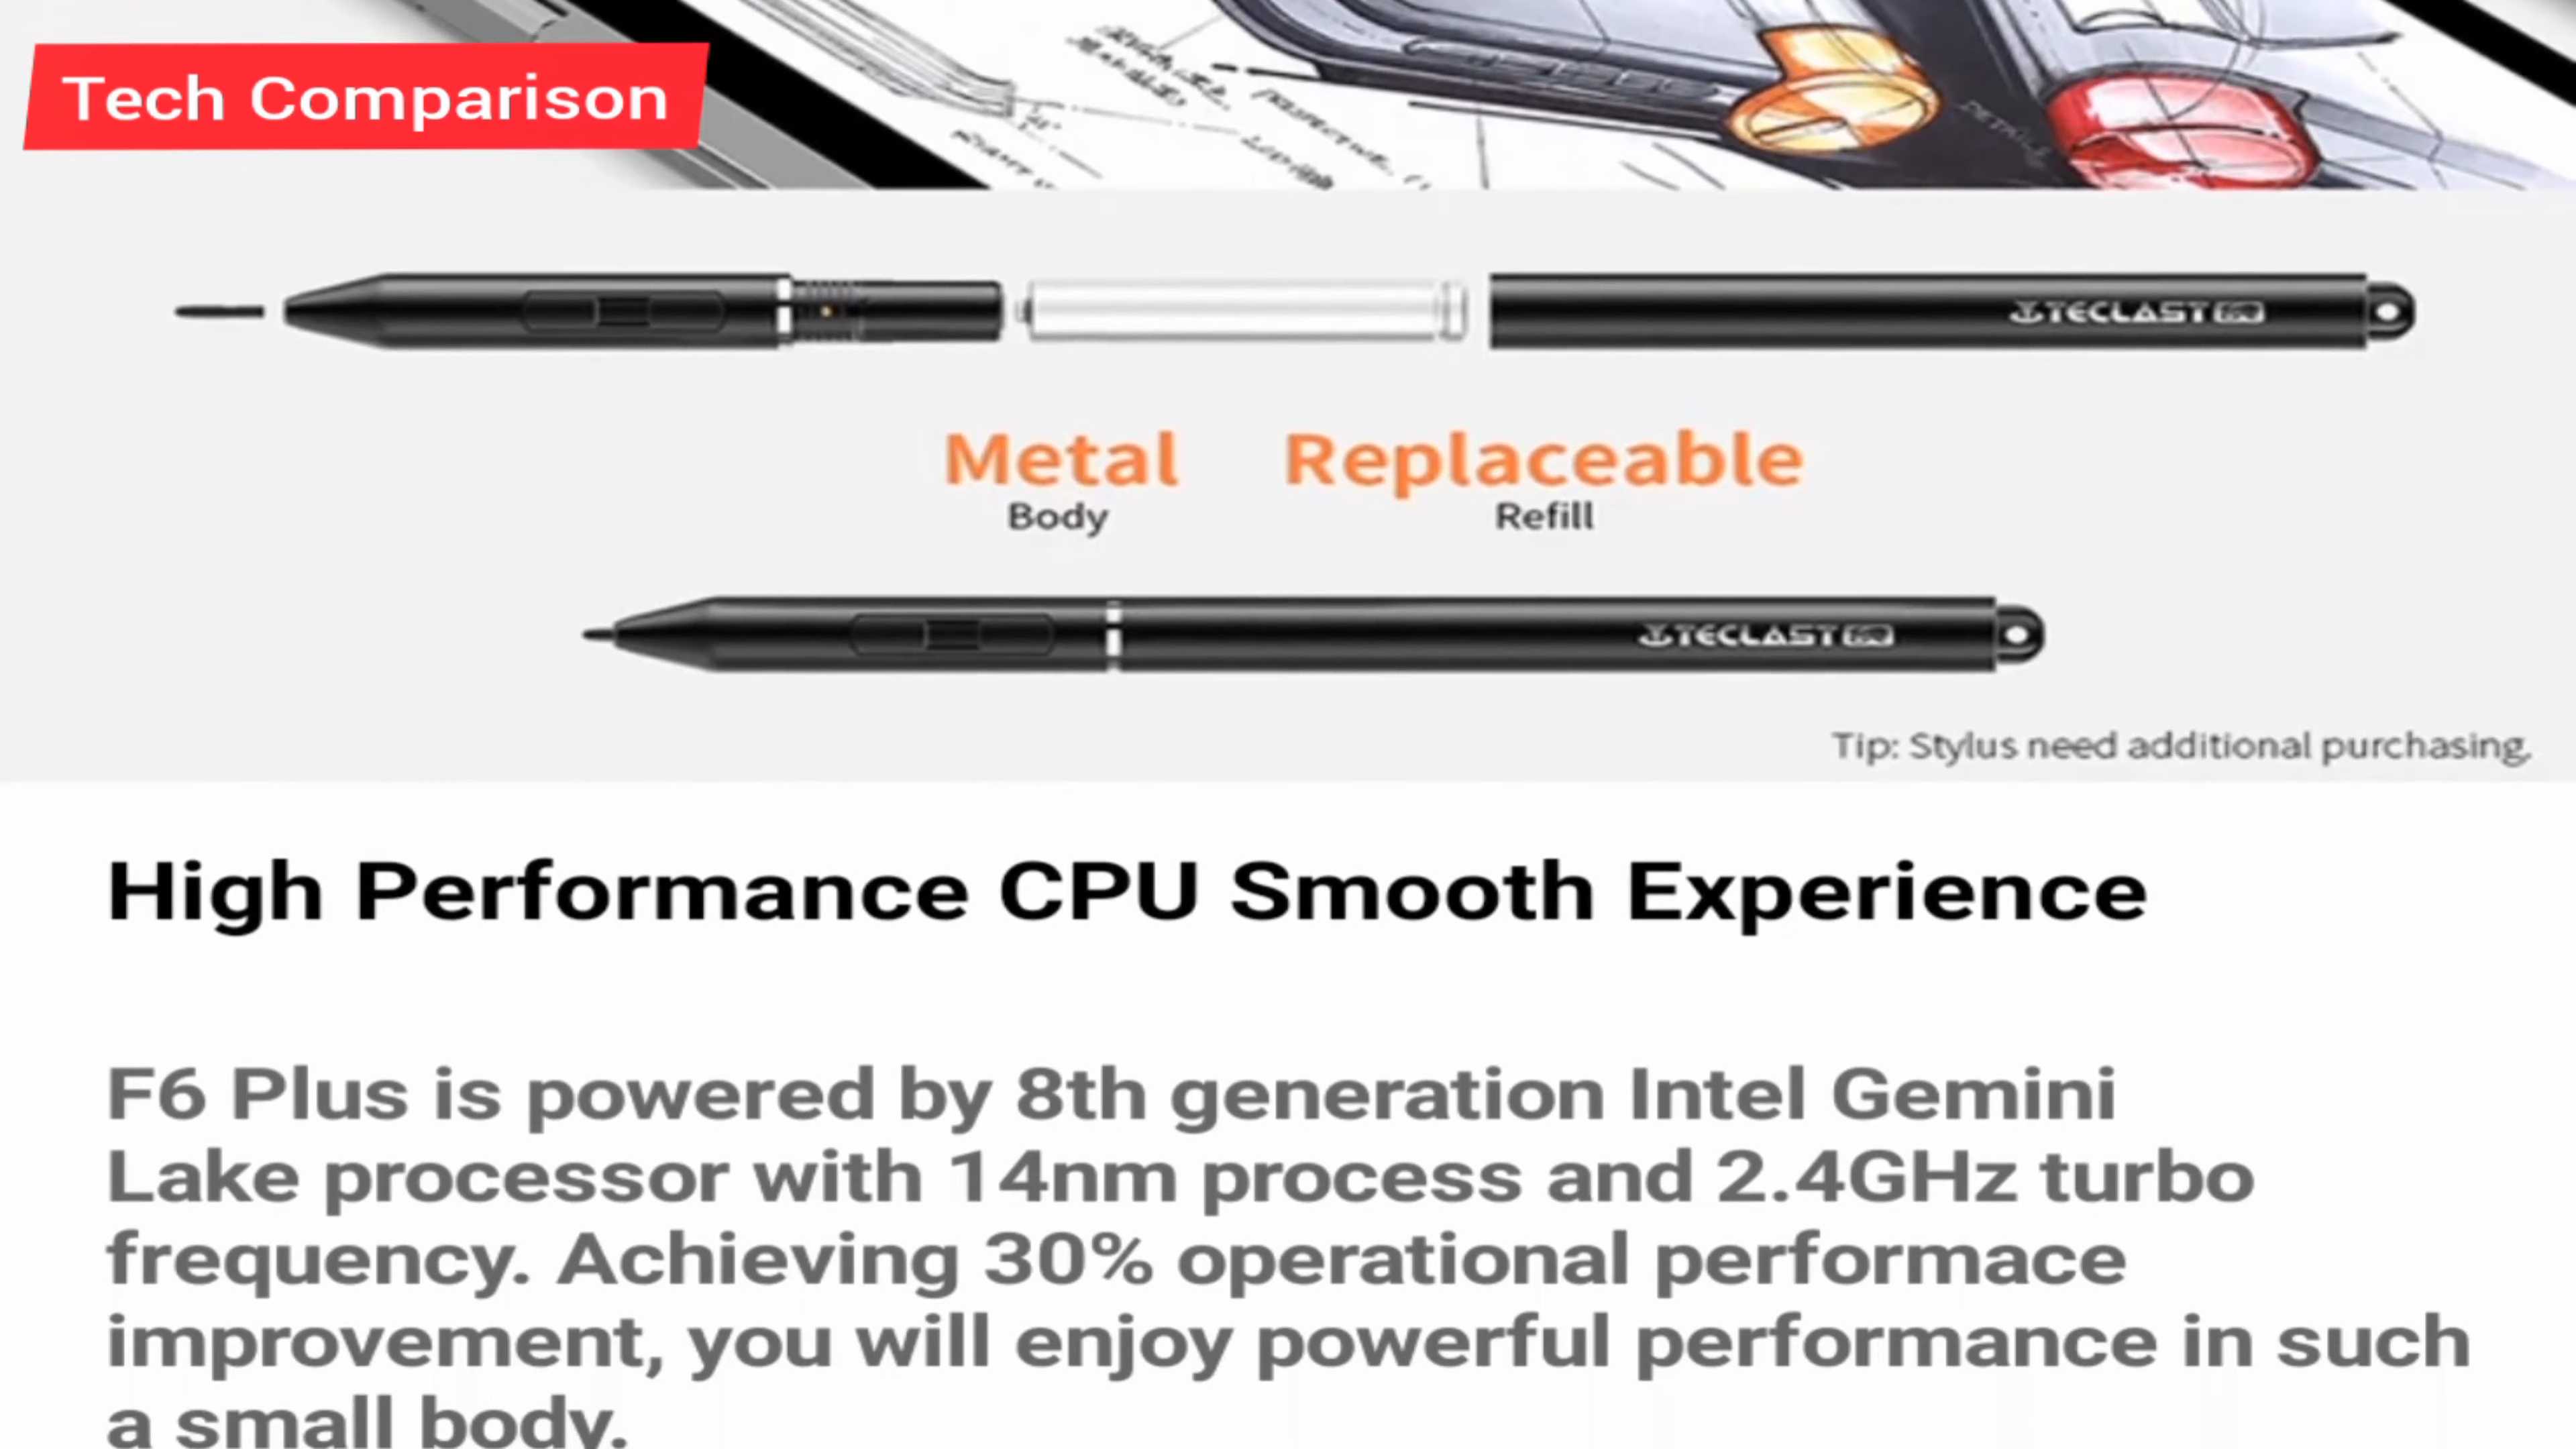 Tech Comparison
TECLAST
Metal Replaceable
Body Refill
TECLAST
Tip: Stylus need additional purchasing.
High Performance CPU Smooth Experience
F6 Plus is powered by 8th generation Intel Gemini
Lake processor with 14nm process and 2.4GHz turbo
frequency. Achieving 30% operational performace
improvement, you will enjoy powerful performance in such
a small body.